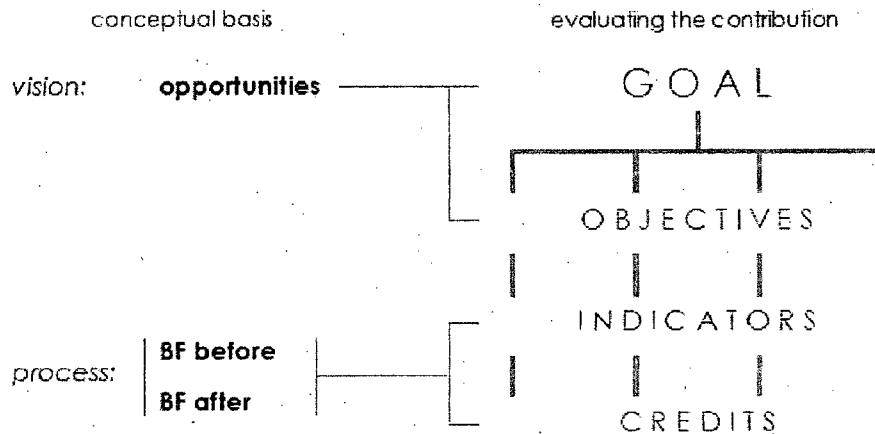 conceptual basis
evaluating the contribution
vision:
opportunities
GOAL
OBJECTIVES
INDICATORS
process:
BF before
BF after
CREDITS